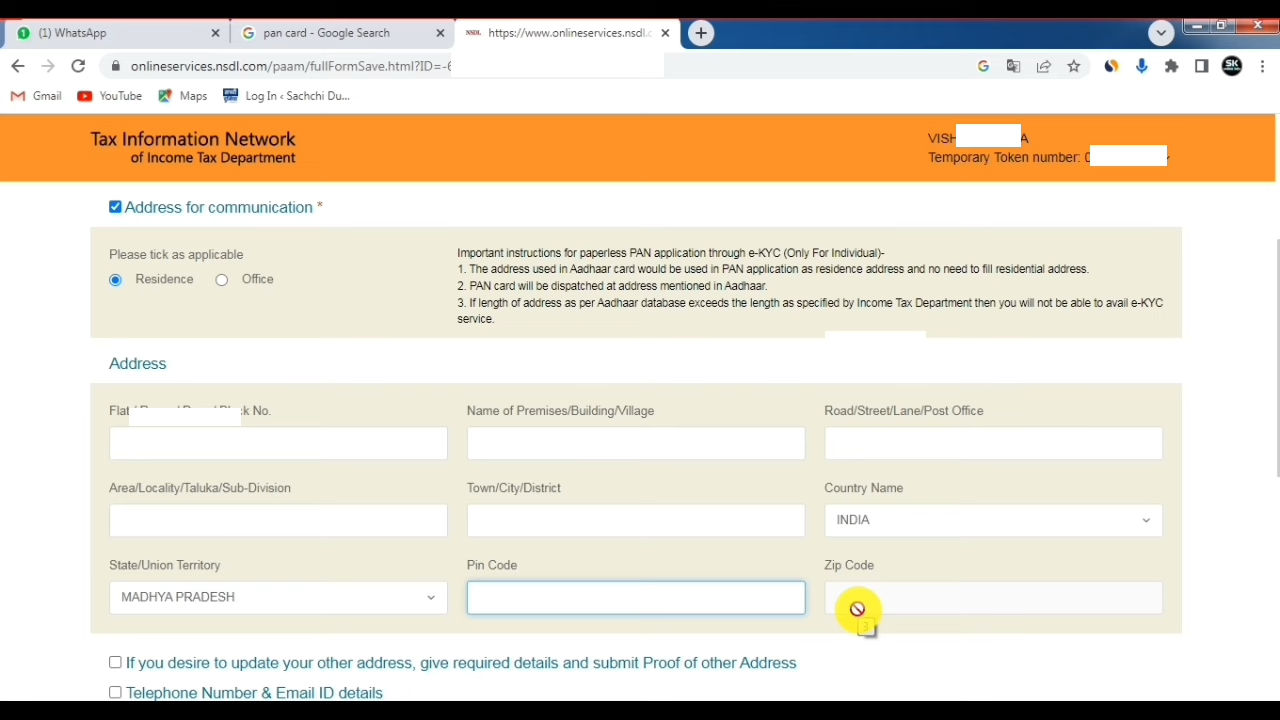 (1) WhatsApp
pan card - Google Search
NSDL https://www.onlineservices.nsdl.c
onlineservices.nsdl.com/paam/fullFormSave.html?ID=-
Gmail
YouTube
Maps
Log In ‹ Sachchi Du...
SK
Tax Information Network
of Income Tax Department
VISH A
Temporary Token number: 0
Address for communication *
Please tick as applicable
Residence
Office
Important instructions for paperless PAN application through e-KYC (Only For Individual)-
1. The address used in Aadhaar card would be used in PAN application as residence address and no need to fill residential address.
2. PAN card will be dispatched at address mentioned in Aadhaar.
3. If length of address as per Aadhaar database exceeds the length as specified by Income Tax Department then you will not be able to avail e-KYC
service.
Address
Flat k No.
Name of Premises/Building/Village
Road/Street/Lane/Post Office
Area/Locality/Taluka/Sub-Division
Town/City/District
Country Name
INDIA
State/Union Territory
Pin Code
Zip Code
MADHYA PRADESH
3
If you desire to update your other address, give required details and submit Proof of other Address
Telephone Number & Email ID details